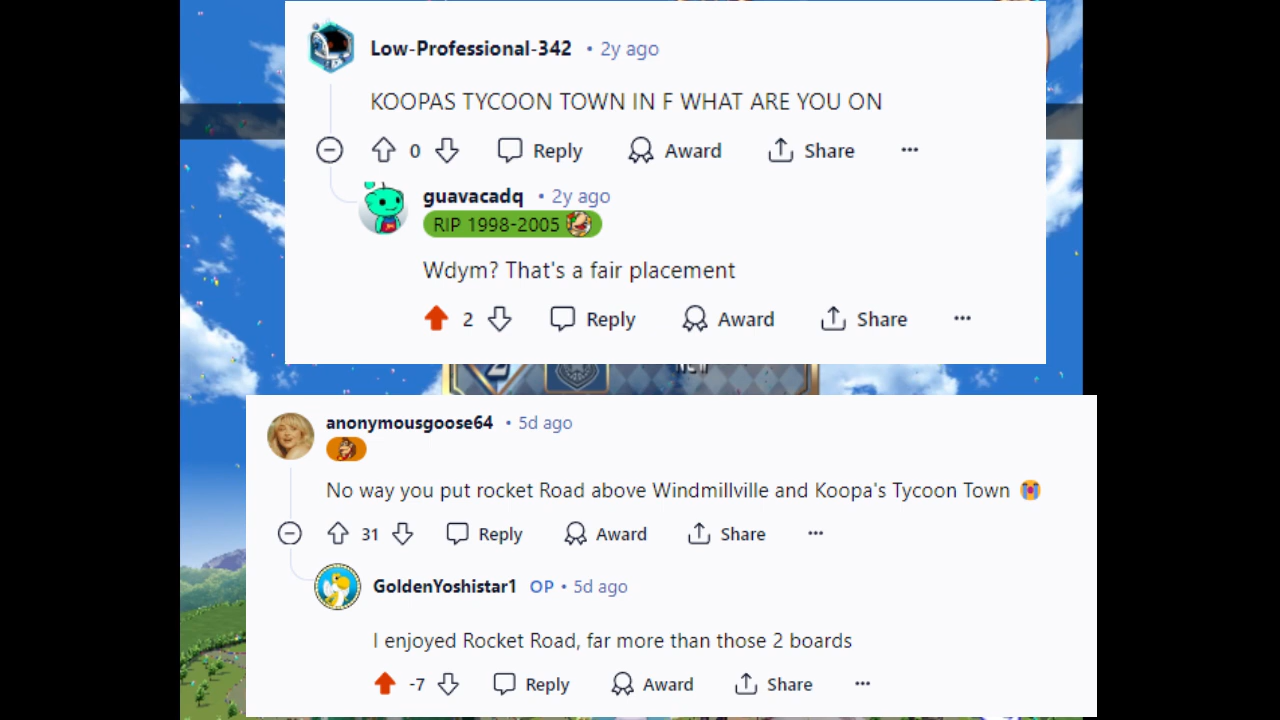 Low-Professional-342 • 2y ago
KOOPAS TYCOON TOWN IN F WHAT ARE YOU ON
0 Reply Award Share ...
guavacadq • 2y ago
RIP 1998-2005
Wdym? That's a fair placement
2 Reply Award Share ...
anonymousgoose64 • 5d ago
No way you put rocket Road above Windmillville and Koopa's Tycoon Town 😭
31 Reply Award Share ...
GoldenYoshistar1 OP • 5d ago
I enjoyed Rocket Road, far more than those 2 boards
-7 Reply Award Share ...